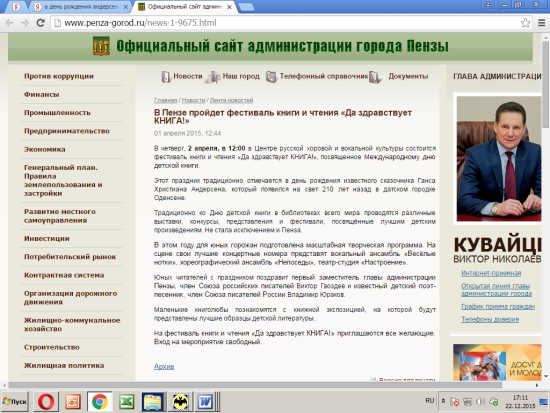 в день рождения андерсен
Официальный сайт админи
www.penza-gorod.ru/news-1-9675.html
Официальный сайт администрации города Пензы
Против коррупции
Финансы
Промышленность
Предпринимательство
Экономика
Генеральный план.
Правила
землепользования и
застройки
Развитие местного
самоуправления
Инвестиции
Потребительский рынок
Контрактная система
Организация дорожного
движения
Жилищно-коммунальное
хозяйство
Строительство
Жилищная политика
Новости Наш город Телефонный справочник Документы
Главная / Новости / Лента новостей
В Пензе пройдет фестиваль книги и чтения «Да здравствует
КНИГА!»
01 апреля 2015, 12:44
В четверг, 2 апреля, в 12:00 в Центре русской хоровой и вокальной культуры состоится
фестиваль книги и чтения «Да здравствует КНИГА!», посвященное Международному дню
детской книги.
Этот праздник традиционно отмечается в день рождения известного сказочника Ганса
Христиана Андерсена, который появился на свет 210 лет назад в датском городке
Оденсене.
Традиционно ко Дню детской книги в библиотеках всего мира проводятся различные
выставки, конкурсы, представления и фестивали, посвящённые лучшим детским
произведениям. Не стала исключением и Пенза.
В этом году для юных горожан подготовлена масштабная творческая программа. На
сцене свои лучшие концертные номера представят вокальный ансамбль «Весёлые
нотки», хореографический ансамбль «Непоседы», театр-студия «Настроение».
Юных читателей с праздником поздравит первый заместитель главы администрации
Пензы, член Союза российских писателей Виктор Гвоздев и известный детский поэт-
песенник, член Союза писателей России Владимир Юраков.
Маленькие книголюбы познакомятся с книжной экспозицией, на которой будут
представлены лучшие образцы детской литературы.
На фестиваль книги и чтения «Да здравствует КНИГА!» приглашаются все желающие.
Вход на мероприятие свободный.
Архив
Версия для печати
ГЛАВА АДМИНИСТРАЦИ
КУВАЙЦЕ
ВИКТОР НИКОЛАЕВ
Интернет-приемная
Открытая линия главы
администрации города
График приема граждан
Телефоны доверия
ДОСУГ Д
И МОЛОД
Пуск
RU
17:11
22.12.2015